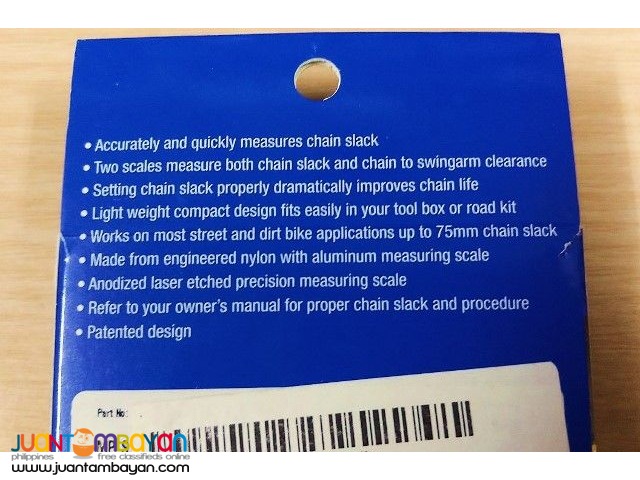 • Accurately and quickly measures chain slack
• Two scales measure both chain slack and chain to swingarm clearance
• Setting chain slack properly dramatically improves chain life
• Light weight compact design fits easily in your tool box or road kit
• Works on most street and dirt bike applications up to 75mm chain slack
• Made from engineered nylon with aluminum measuring scale
• Anodized laser etched precision measuring scale
• Refer to your owner's manual for proper chain slack and procedure
• Patented design
Part No:
JUANTAMBAYAN
philippines free classifieds online
www.juantambayan.com